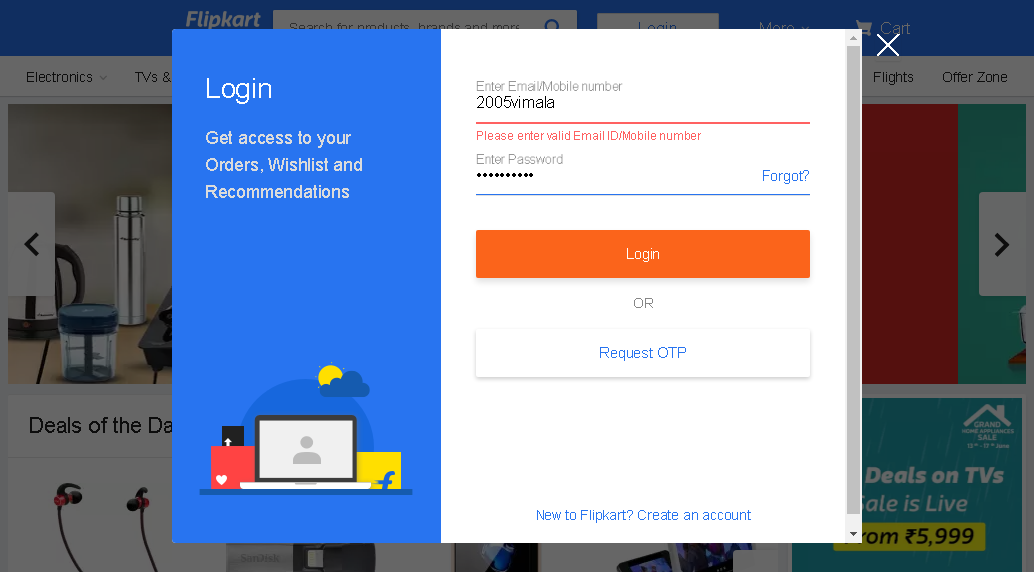 Flipkart
Search for products, brands and more
Login
More
Cart
Electronics
TVs &
Flights
Offer Zone
Login
Get access to your
Orders, Wishlist and
Recommendations
Enter Email/Mobile number
2005vimala
Please enter valid Email ID/Mobile number
Enter Password
Forgot?
Login
OR
Request OTP
New to Flipkart? Create an account
Deals of the Da
SanDisk
GRAND
HOME APPLIANCES
SALE
Deals on TVs
Sale is Live
From ₹5,999